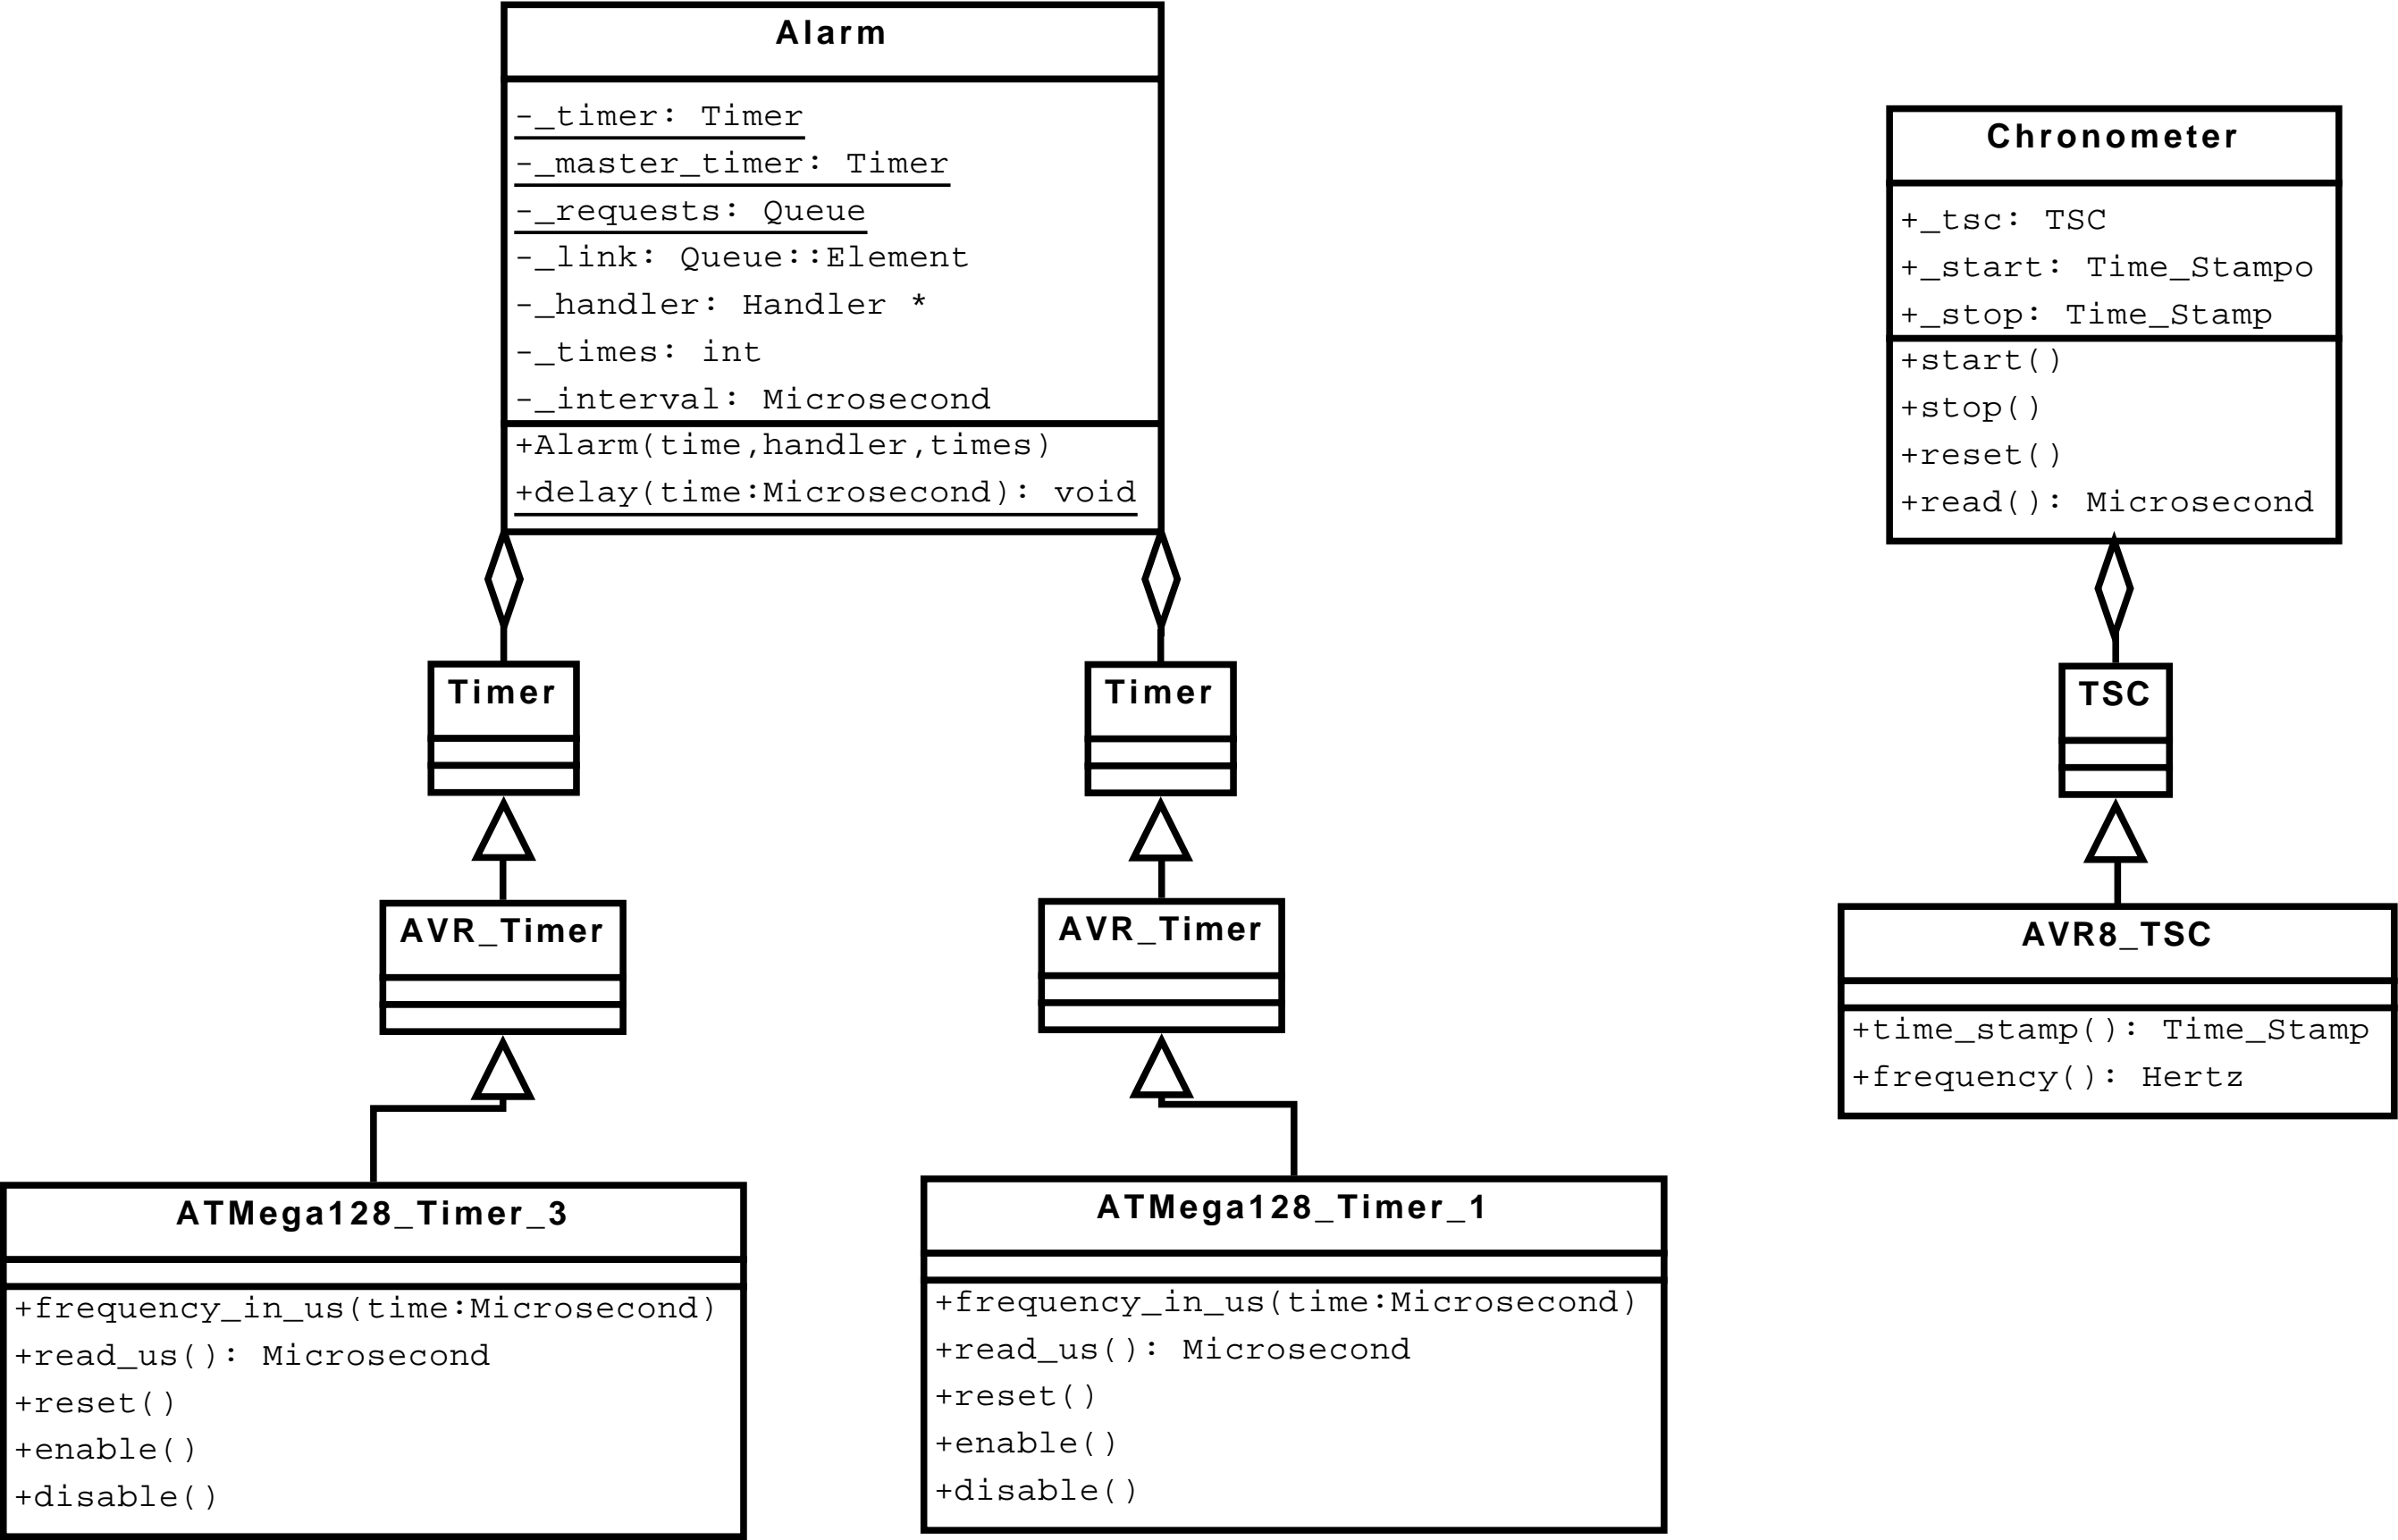 Alarm
-_timer: Timer
-_master_timer: Timer
-_requests: Queue
-_link: Queue::Element
-_handler: Handler *
-_times: int
-_interval: Microsecond
+Alarm(time,handler,times)
+delay(time:Microsecond): void
Chronometer
+_tsc: TSC
+_start: Time_Stampo
+_stop: Time_Stamp
+start()
+stop()
+reset()
+read(): Microsecond
Timer
Timer
TSC
AVR_Timer
AVR_Timer
AVR8_TSC
+time_stamp(): Time_Stamp
+frequency(): Hertz
ATMega128_Timer_3
+frequency_in_us(time:Microsecond)
+read_us(): Microsecond
+reset()
+enable()
+disable()
ATMega128_Timer_1
+frequency_in_us(time:Microsecond)
+read_us(): Microsecond
+reset()
+enable()
+disable()